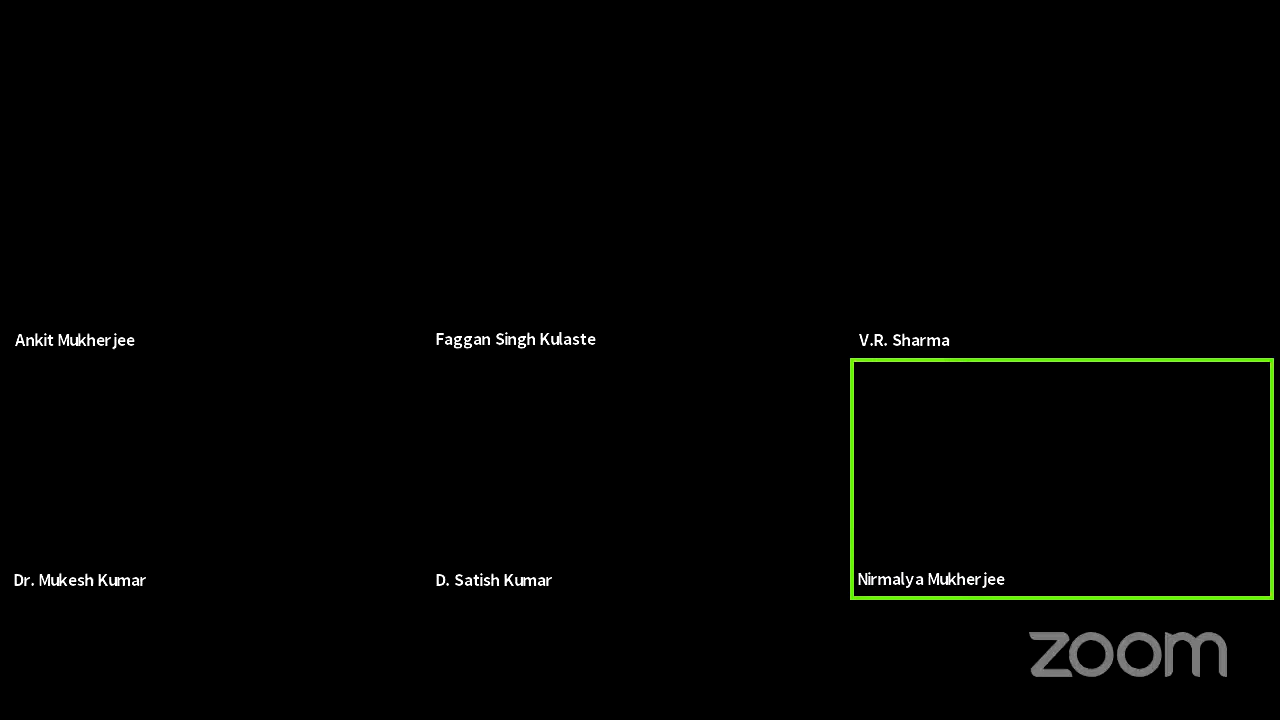 Ankit Mukherjee
Faggan Singh Kulaste
V.R. Sharma
Dr. Mukesh Kumar
D. Satish Kumar
Nirmalya Mukherjee
zoom